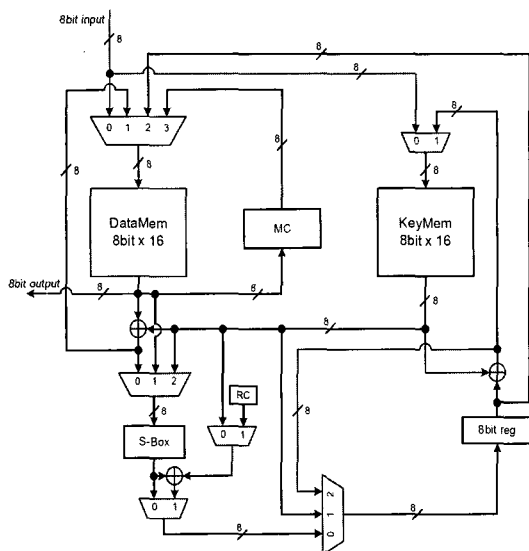 8bit input
8
8
8
8
0 1 2 3
0 1
8
8
8
DataMem
8bit x 16
MC
KeyMem
8bit x 16
8bit output
8
8
8
8
0 1 2
8
RC
8
S-Box
0 1
8bit reg
0 1
8
2
1
0
8